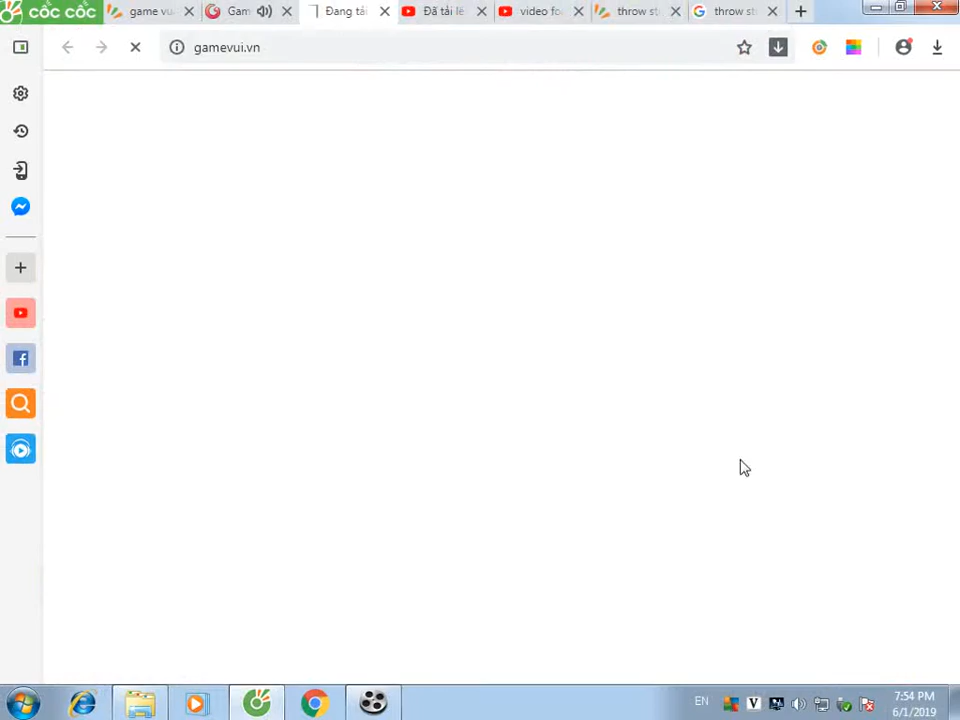 cốc cốc
game vu
Gam
Đang tả
Đã tải lê
video fo
throw st
throw st
gamevui.vn
EN
V
7:54 PM
6/1/2019